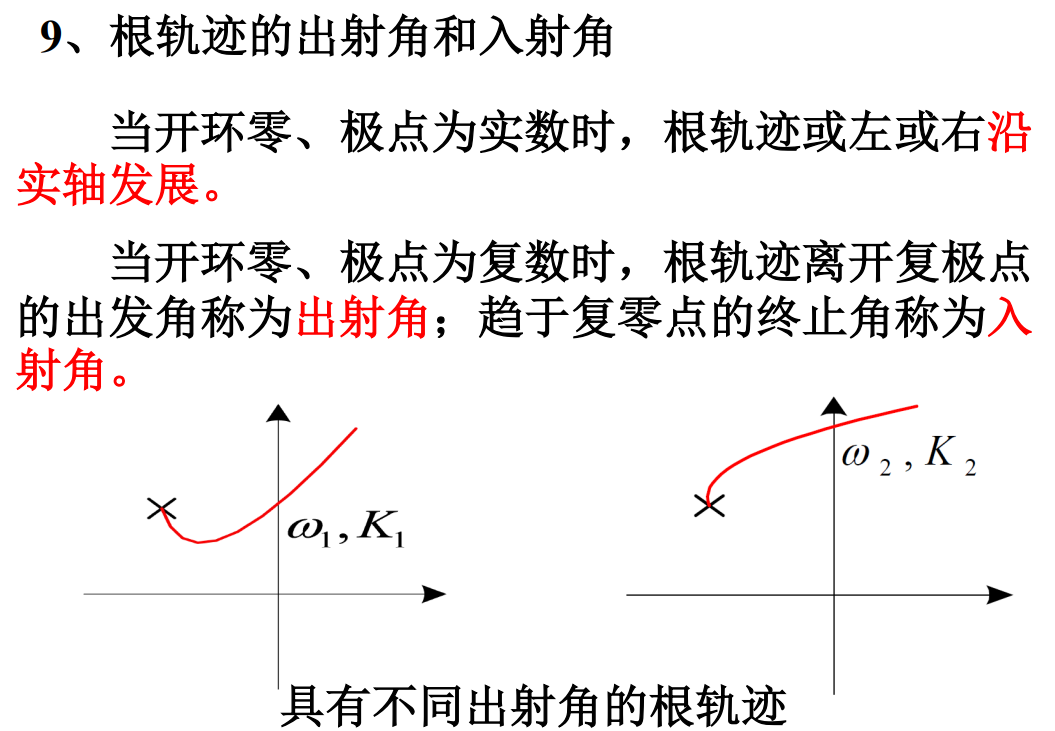 9、根轨迹的出射角和入射角
当开环零、极点为实数时，根轨迹或左或右沿
实轴发展。
当开环零、极点为复数时，根轨迹离开复极点
的出发角称为出射角；趋于复零点的终止角称为入
射角。
ω₁, K₁
ω₂, K₂
具有不同出射角的根轨迹